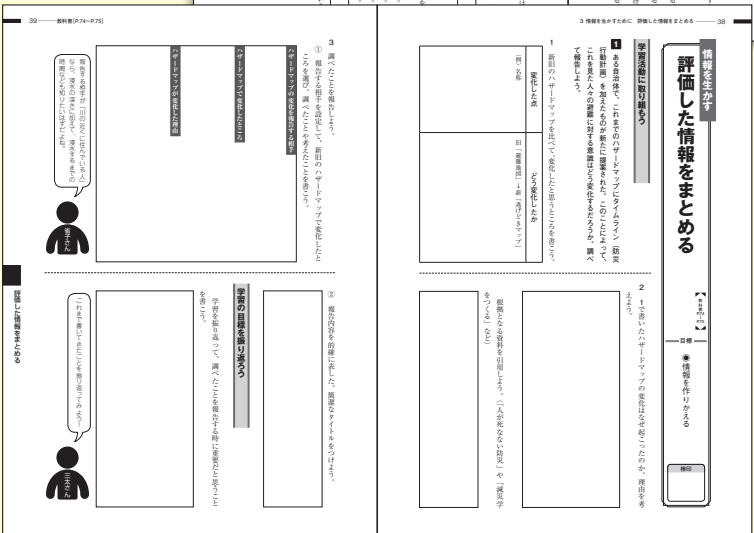 3 情報を生かすために 評価した情報をまとめる 38
情報を生かす
評価した情報をまとめる
教科書
P.74〜
P.75
目標
●情報を作りかえる
検印
学習活動に取り組もう
1 ある自治体で、これまでのハザードマップにタイムライン(防災
行動計画)を加えたものが新たに提案された。このことによって、
これを見た人々の避難に対する意識はどう変化するだろうか、調べ
て報告しよう。
1 新旧のハザードマップを比べて、変化したと思うところを書こう。
変化した点
どう変化したか
(例)名称
旧「避難地図」→新「逃げどきマップ」
2 1で書いたハザードマップの変化はなぜ起こったのか、理由を考
えよう。
根拠となる資料を引用しよう。(「人が死なない防災」や「減災学
をつくる」など)
39 教科書[P.74〜P.75]
3 調べたことを報告しよう。
① 報告する相手を設定して、新旧のハザードマップで変化したと
ころを選び、調べたことや考えたことを書こう。
ハザードマップの変化を報告する相手
ハザードマップで変化したところ
ハザードマップが変化した理由
報告する相手が「川の近くに住んでいる人」
なら、浸水の深さに加えて、浸水するまでの
時間なども知りたいはずだよね。
省子さん
② 報告内容を的確に表した、簡潔なタイトルをつけよう。
学習の目標を振り返ろう
学習を振り返って、調べたことを報告する時に重要だと思うこと
を書こう。
これまで書いてきたことを振り返ってみよう!
三太さん
評価した情報をまとめる